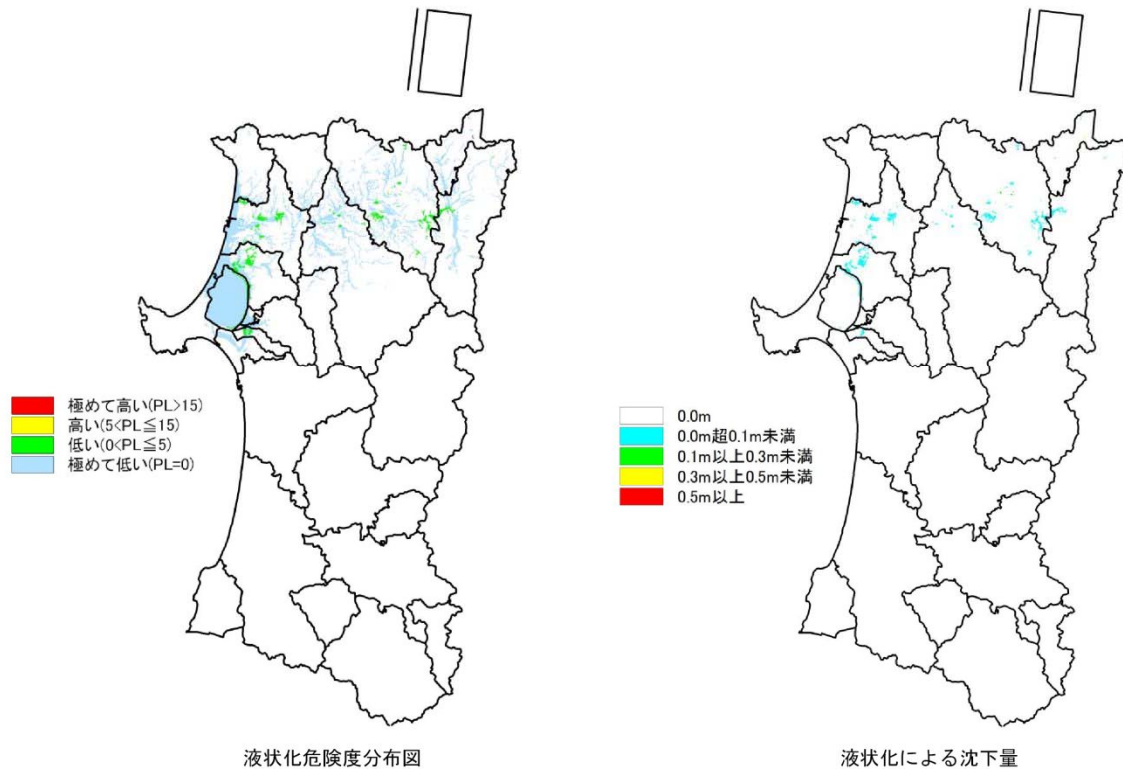 極めて高い(PL>15)
高い(5<PL≦15)
低い(0<PL≦5)
極めて低い(PL=0)
0.0m
0.0m超0.1m未満
0.1m以上0.3m未満
0.3m以上0.5m未満
0.5m以上
液状化危険度分布図
液状化による沈下量